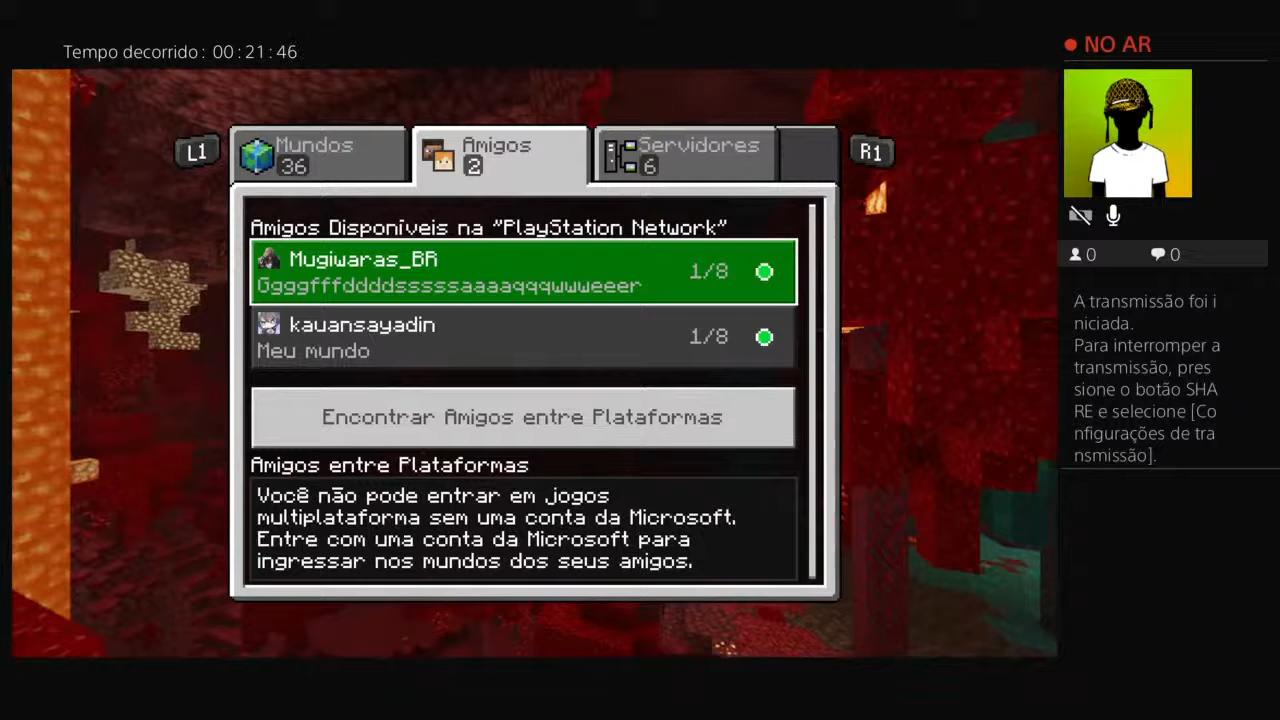 Tempo decorrido: 00:21:46
NO AR
L1
Mundos
36
Amigos
2
Servidores
6
R1
Amigos Disponíveis na "PlayStation Network"
Mugiwaras_BR
Ggggfffddddsssssaaaaqqqwwweeer
1/8
kauansayadin
Meu mundo
1/8
Encontrar Amigos entre Plataformas
Amigos entre Plataformas
Você não pode entrar em jogos
multiplataforma sem uma conta da Microsoft.
Entre com uma conta da Microsoft para
ingressar nos mundos dos seus amigos.
0
0
A transmissão foi i
niciada.
Para interromper a
transmissão, pres
sione o botão SHA
RE e selecione [Co
nfigurações de tra
nsmissão].